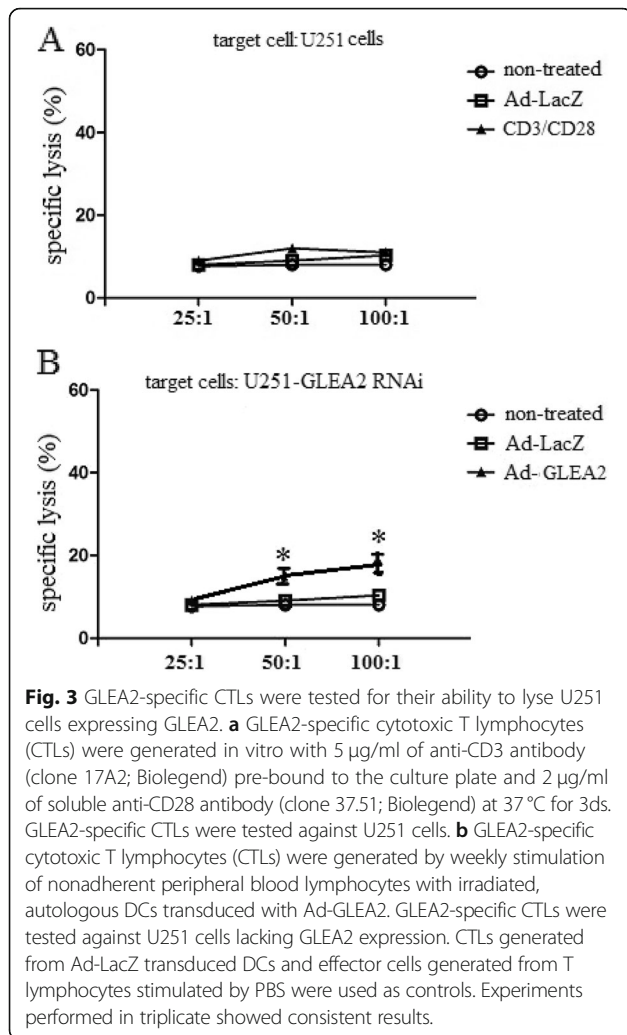 A
target cell: U251 cells
specific lysis (%)
60
40
20
0
25:1
50:1
100:1
non-treated
Ad-LacZ
CD3/CD28
B
target cells: U251-GLEA2 RNAi
specific lysis (%)
60
40
20
0
*
*
25:1
50:1
100:1
non-treated
Ad-LacZ
Ad-GLEA2
Fig. 3 GLEA2-specific CTLs were tested for their ability to lyse U251
cells expressing GLEA2. a GLEA2-specific cytotoxic T lymphocytes
(CTLs) were generated in vitro with 5 μg/ml of anti-CD3 antibody
(clone 17A2; Biolegend) pre-bound to the culture plate and 2 μg/ml
of soluble anti-CD28 antibody (clone 37.51; Biolegend) at 37 °C for 3ds.
GLEA2-specific CTLs were tested against U251 cells. b GLEA2-specific
cytotoxic T lymphocytes (CTLs) were generated by weekly stimulation
of nonadherent peripheral blood lymphocytes with irradiated,
autologous DCs transduced with Ad-GLEA2. GLEA2-specific CTLs were
tested against U251 cells lacking GLEA2 expression. CTLs generated
from Ad-LacZ transduced DCs and effector cells generated from T
lymphocytes stimulated by PBS were used as controls. Experiments
performed in triplicate showed consistent results.